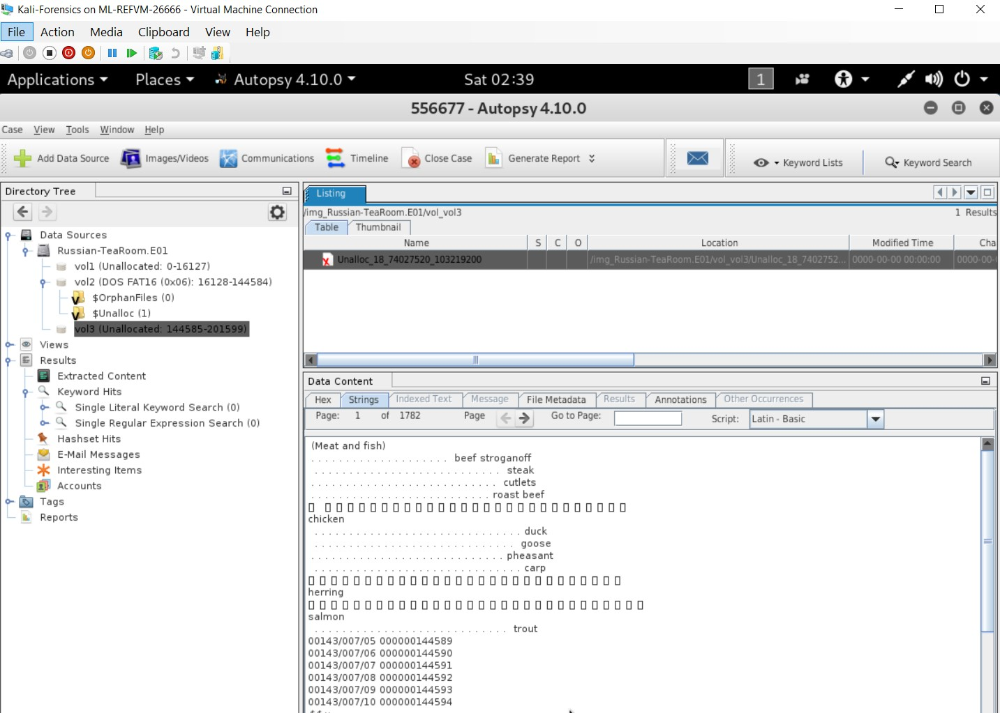 Kali-Forensics on ML-REFVM-26666 - Virtual Machine Connection
File Action Media Clipboard View Help
Applications Places Autopsy 4.10.0 Sat 02:39 1
556677 - Autopsy 4.10.0
Case View Tools Window Help
Add Data Source Images/Videos Communications Timeline Close Case Generate Report Keyword Lists Keyword Search
Directory Tree
Data Sources
Russian-TeaRoom.E01
vol1 (Unallocated: 0-16127)
vol2 (DOS FAT16 (0x06): 16128-144584)
$OrphanFiles (0)
$Unalloc (1)
vol3 (Unallocated: 144585-201599)
Views
Results
Extracted Content
Keyword Hits
Single Literal Keyword Search (0)
Single Regular Expression Search (0)
Hashset Hits
E-Mail Messages
Interesting Items
Accounts
Tags
Reports
Listing
/img_Russian-TeaRoom.E01/vol_vol3 1 Results
Table Thumbnail
Name S C O Location Modified Time Cha
Unalloc_18_74027520_103219200 /img_Russian-TeaRoom.E01/vol_vol3/Unalloc_18_7402752... 0000-00-00 00:00:00 0000-00-
Data Content
Hex Strings Indexed Text Message File Metadata Results Annotations Other Occurrences
Page: 1 of 1782 Page Go to Page: Script: Latin - Basic
(Meat and fish)
. . . . . . . . . . . . . . . . . . . . beef stroganoff
. . . . . . . . . . . . . . . . . . . . . . . . . . . steak
. . . . . . . . . . . . . . . . . . . . . . . . . . . cutlets
. . . . . . . . . . . . . . . . . . . . . . . . . . roast beef
chicken
. . . . . . . . . . . . . . . . . . . . . . . . . . . . . . duck
. . . . . . . . . . . . . . . . . . . . . . . . . . . . . goose
. . . . . . . . . . . . . . . . . . . . . . . . . . . . pheasant
. . . . . . . . . . . . . . . . . . . . . . . . . . . . . . carp
herring
salmon
. . . . . . . . . . . . . . . . . . . . . . . . . . . . trout
00143/007/05 000000144589
00143/007/06 000000144590
00143/007/07 000000144591
00143/007/08 000000144592
00143/007/09 000000144593
00143/007/10 000000144594